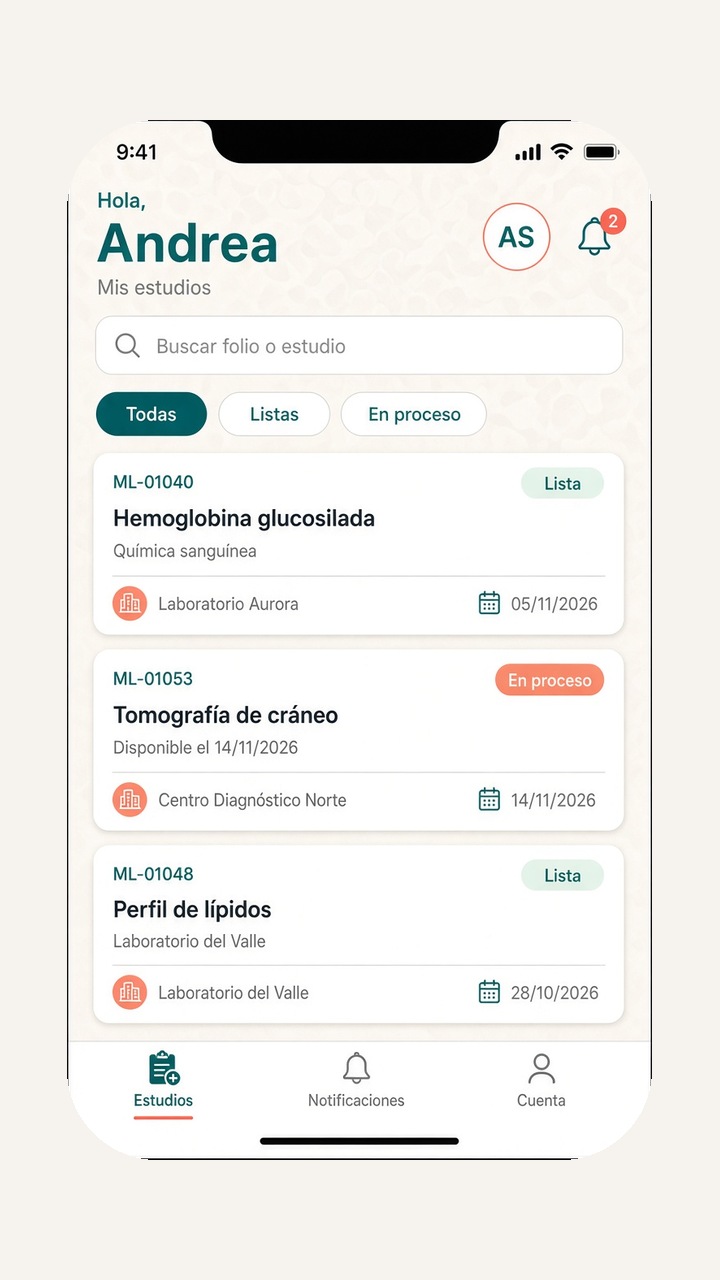 9:41
Hola,
Andrea
AS
2
Mis estudios
Buscar folio o estudio
Todas
Listas
En proceso
ML-01040
Lista
Hemoglobina glucosilada
Química sanguínea
Laboratorio Aurora
05/11/2026
ML-01053
En proceso
Tomografía de cráneo
Disponible el 14/11/2026
Centro Diagnóstico Norte
14/11/2026
ML-01048
Lista
Perfil de lípidos
Laboratorio del Valle
Laboratorio del Valle
28/10/2026
Estudios
Notificaciones
Cuenta